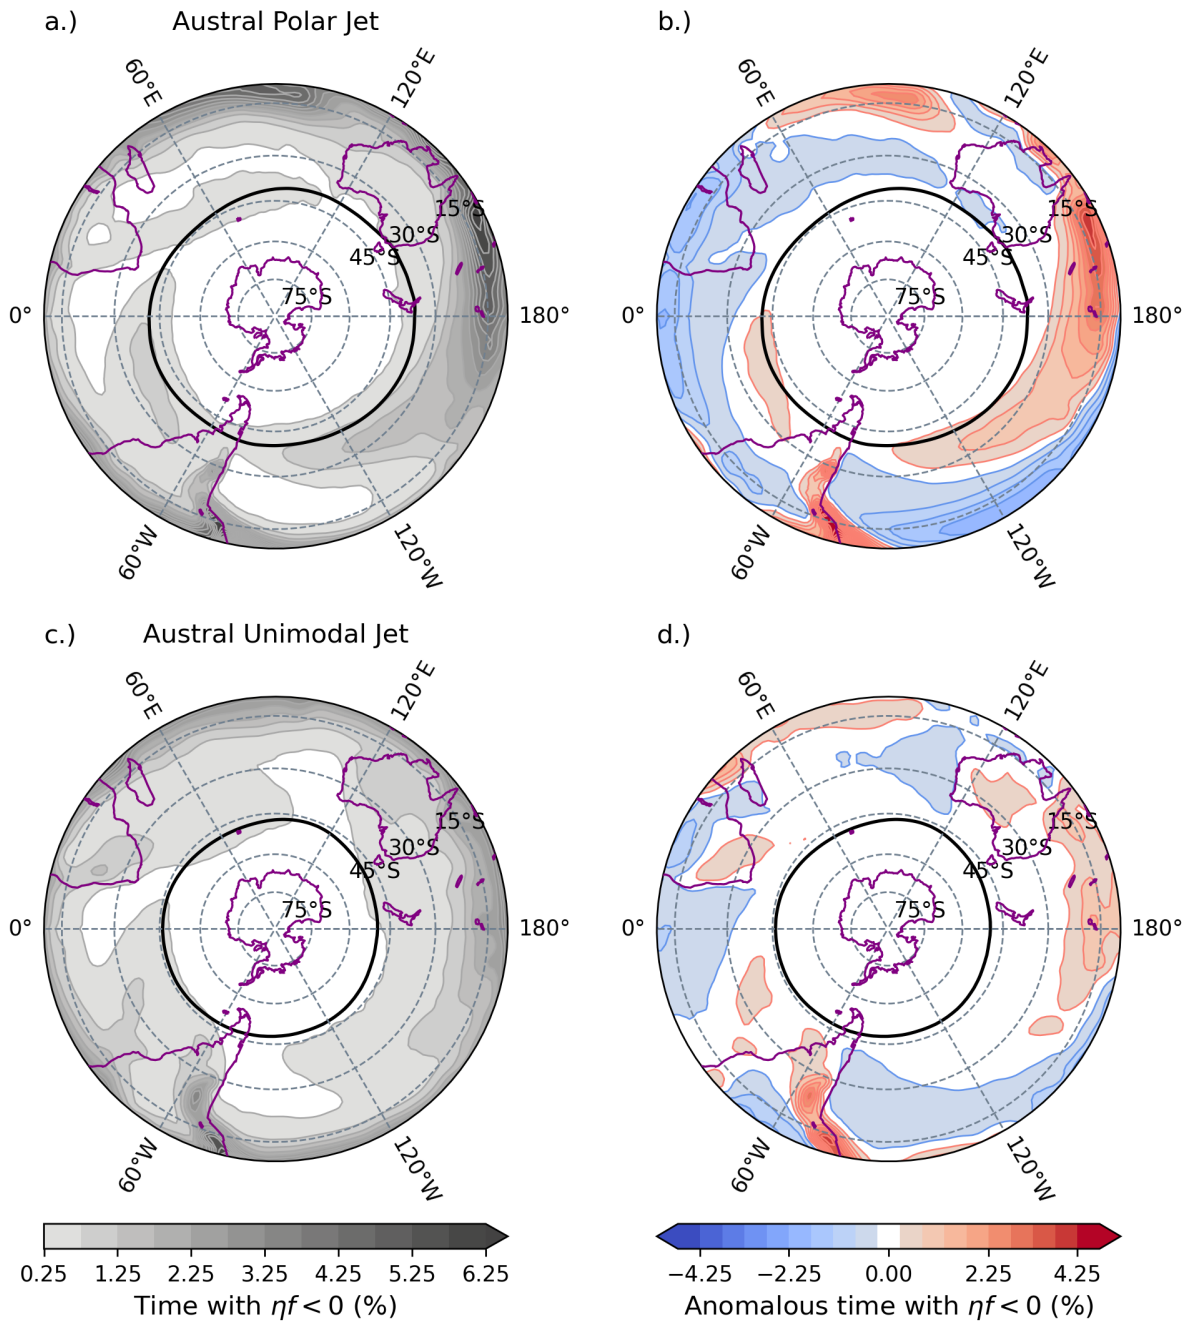 a.) Austral Polar Jet
b.)
60°E
120°E
60°E
120°E
15°S
30°S
45°S
75°S
15°S
30°S
45°S
75°S
0°
180°
0°
180°
60°W
120°W
60°W
120°W
c.) Austral Unimodal Jet
d.)
60°E
120°E
60°E
120°E
15°S
30°S
45°S
75°S
15°S
30°S
45°S
75°S
0°
180°
0°
180°
60°W
120°W
60°W
120°W
0.25 1.25 2.25 3.25 4.25 5.25 6.25
Time with ηf < 0 (%)
−4.25 −2.25 0.00 2.25 4.25
Anomalous time with ηf < 0 (%)